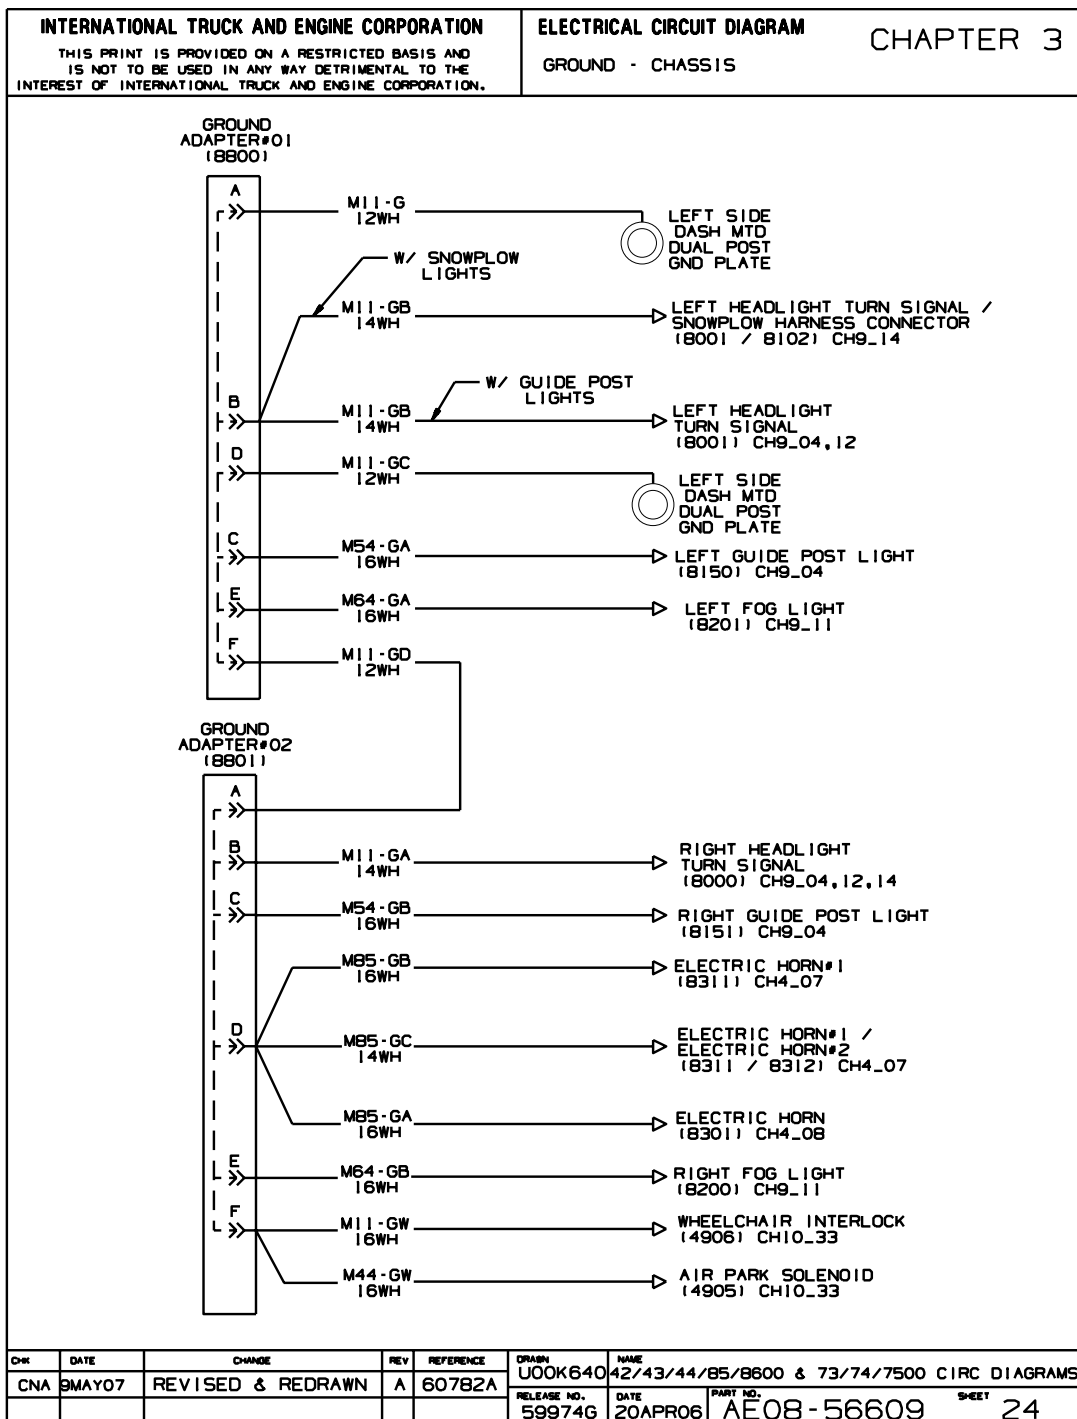 INTERNATIONAL TRUCK AND ENGINE CORPORATION
THIS PRINT IS PROVIDED ON A RESTRICTED BASIS AND
IS NOT TO BE USED IN ANY WAY DETRIMENTAL TO THE
INTEREST OF INTERNATIONAL TRUCK AND ENGINE CORPORATION.
ELECTRICAL CIRCUIT DIAGRAM
GROUND - CHASSIS
CHAPTER 3
GROUND
ADAPTER#01
(8800)
A
M11-G
12WH
LEFT SIDE
DASH MTD
DUAL POST
GND PLATE
W/ SNOWPLOW
LIGHTS
M11-GB
14WH
LEFT HEADLIGHT TURN SIGNAL /
SNOWPLOW HARNESS CONNECTOR
(8001 / 8102) CH9_14
W/ GUIDE POST
LIGHTS
B
M11-GB
14WH
LEFT HEADLIGHT
TURN SIGNAL
(8001) CH9_04,12
D
M11-GC
12WH
LEFT SIDE
DASH MTD
DUAL POST
GND PLATE
C
M54-GA
16WH
LEFT GUIDE POST LIGHT
(8150) CH9_04
E
M64-GA
16WH
LEFT FOG LIGHT
(8201) CH9_11
F
M11-GD
12WH
GROUND
ADAPTER#02
(8801)
A
B
M11-GA
14WH
RIGHT HEADLIGHT
TURN SIGNAL
(8000) CH9_04,12,14
C
M54-GB
16WH
RIGHT GUIDE POST LIGHT
(8151) CH9_04
M85-GB
16WH
ELECTRIC HORN#1
(8311) CH4_07
D
M85-GC
14WH
ELECTRIC HORN#1 /
ELECTRIC HORN#2
(8311 / 8312) CH4_07
M85-GA
16WH
ELECTRIC HORN
(8301) CH4_08
E
M64-GB
16WH
RIGHT FOG LIGHT
(8200) CH9_11
F
M11-GW
16WH
WHEELCHAIR INTERLOCK
(4906) CH10_33
M44-GW
16WH
AIR PARK SOLENOID
(4905) CH10_33
CHK DATE CHANGE REV REFERENCE
CNA 9MAY07 REVISED & REDRAWN A 60782A
DRAWN
U00K640
NAME
42/43/44/85/8600 & 73/74/7500 CIRC DIAGRAMS
RELEASE NO.
59974G
DATE
20APR06
PART NO.
AE08-56609
SHEET
24